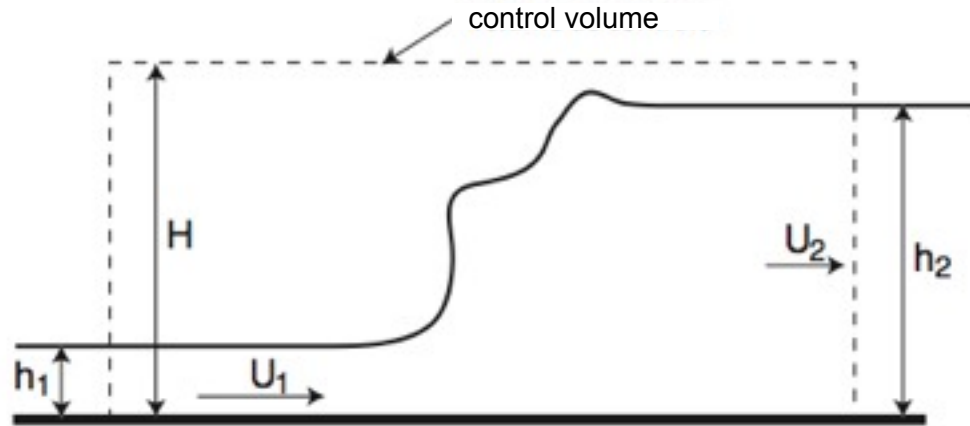 control volume
H
U₂
h₂
h₁
U₁